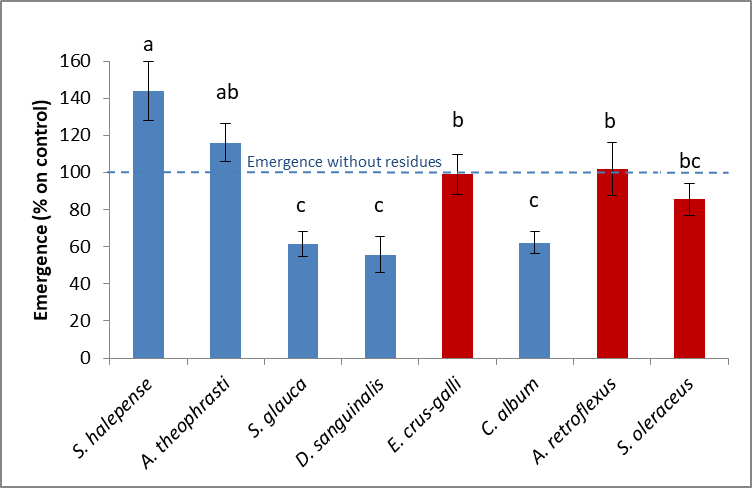 Emergence (% on control)
160
140
120
100
80
60
40
20
0
a
ab
c
c
b
c
b
bc
Emergence without residues
S. halepense
A. theophrasti
S. glauca
D. sanguinalis
E. crus-galli
C. album
A. retroflexus
S. oleraceus